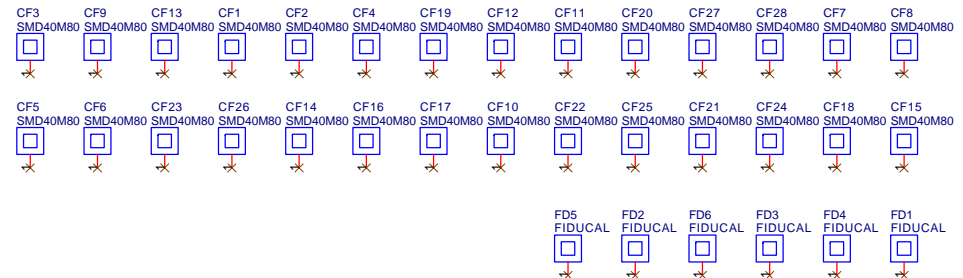 CF3 CF9 CF13 CF1 CF2 CF4 CF19 CF12 CF11 CF20 CF27 CF28 CF7 CF8
SMD40M80 SMD40M80 SMD40M80 SMD40M80 SMD40M80 SMD40M80 SMD40M80 SMD40M80 SMD40M80 SMD40M80 SMD40M80 SMD40M80 SMD40M80 SMD40M80
CF5 CF6 CF23 CF26 CF14 CF16 CF17 CF10 CF22 CF25 CF21 CF24 CF18 CF15
SMD40M80 SMD40M80 SMD40M80 SMD40M80 SMD40M80 SMD40M80 SMD40M80 SMD40M80 SMD40M80 SMD40M80 SMD40M80 SMD40M80 SMD40M80 SMD40M80
FD5 FD2 FD6 FD3 FD4 FD1
FIDUCAL FIDUCAL FIDUCAL FIDUCAL FIDUCAL FIDUCAL